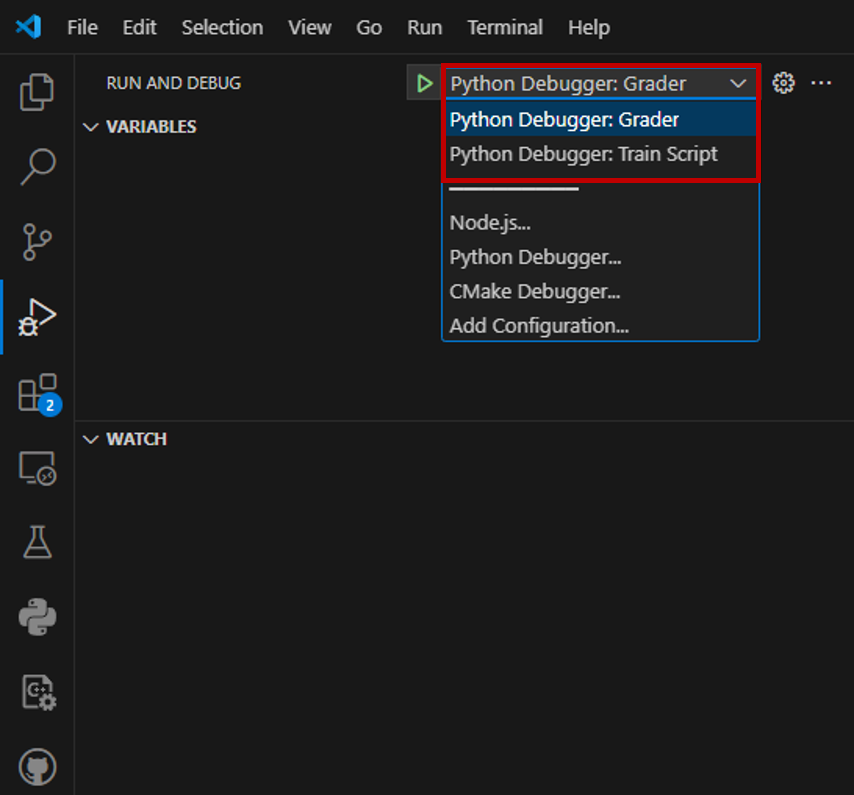 File Edit Selection View Go Run Terminal Help
RUN AND DEBUG Python Debugger: Grader
VARIABLES
Python Debugger: Grader
Python Debugger: Train Script
Node.js...
Python Debugger...
CMake Debugger...
Add Configuration...
2
WATCH
C++